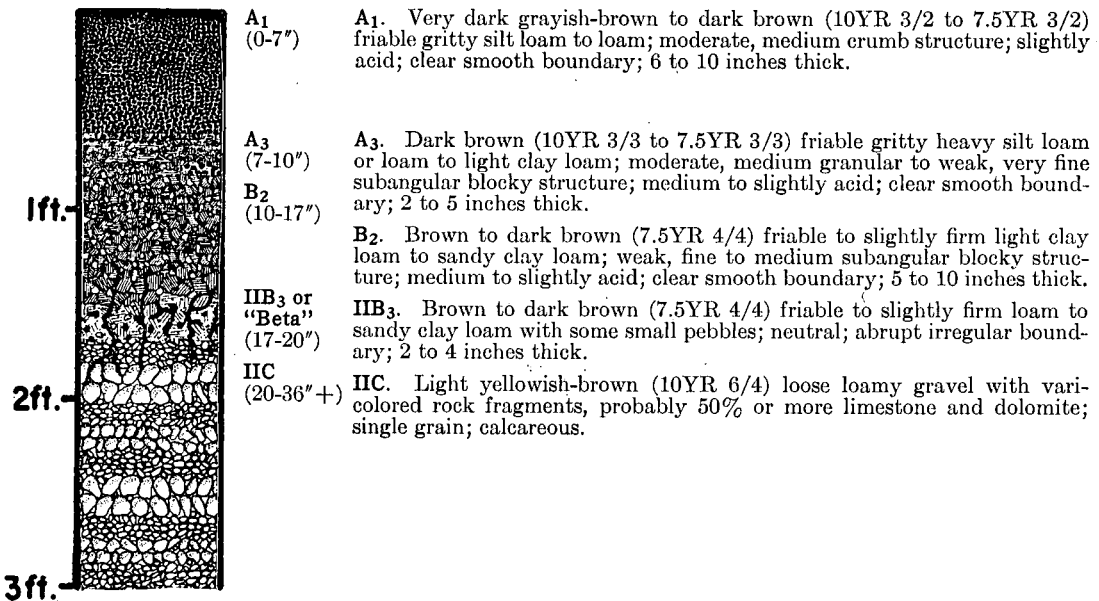 A1
(0-7″)
A3
(7-10″)
B2
(10-17″)
IIB3 or
“Beta”
(17-20″)
IIC
(20-36″+)
1ft.
2ft.
3ft.
A1. Very dark grayish-brown to dark brown (10YR 3/2 to 7.5YR 3/2)
friable gritty silt loam to loam; moderate, medium crumb structure; slightly
acid; clear smooth boundary; 6 to 10 inches thick.
A3. Dark brown (10YR 3/3 to 7.5YR 3/3) friable gritty heavy silt loam
or loam to light clay loam; moderate, medium granular to weak, very fine
subangular blocky structure; medium to slightly acid; clear smooth bound-
ary; 2 to 5 inches thick.
B2. Brown to dark brown (7.5YR 4/4) friable to slightly firm light clay
loam to sandy clay loam; weak, fine to medium subangular blocky struc-
ture; medium to slightly acid; clear smooth boundary; 5 to 10 inches thick.
IIB3. Brown to dark brown (7.5YR 4/4) friable to slightly firm loam to
sandy clay loam with some small pebbles; neutral; abrupt irregular bound-
ary; 2 to 4 inches thick.
IIC. Light yellowish-brown (10YR 6/4) loose loamy gravel with vari-
colored rock fragments, probably 50% or more limestone and dolomite;
single grain; calcareous.